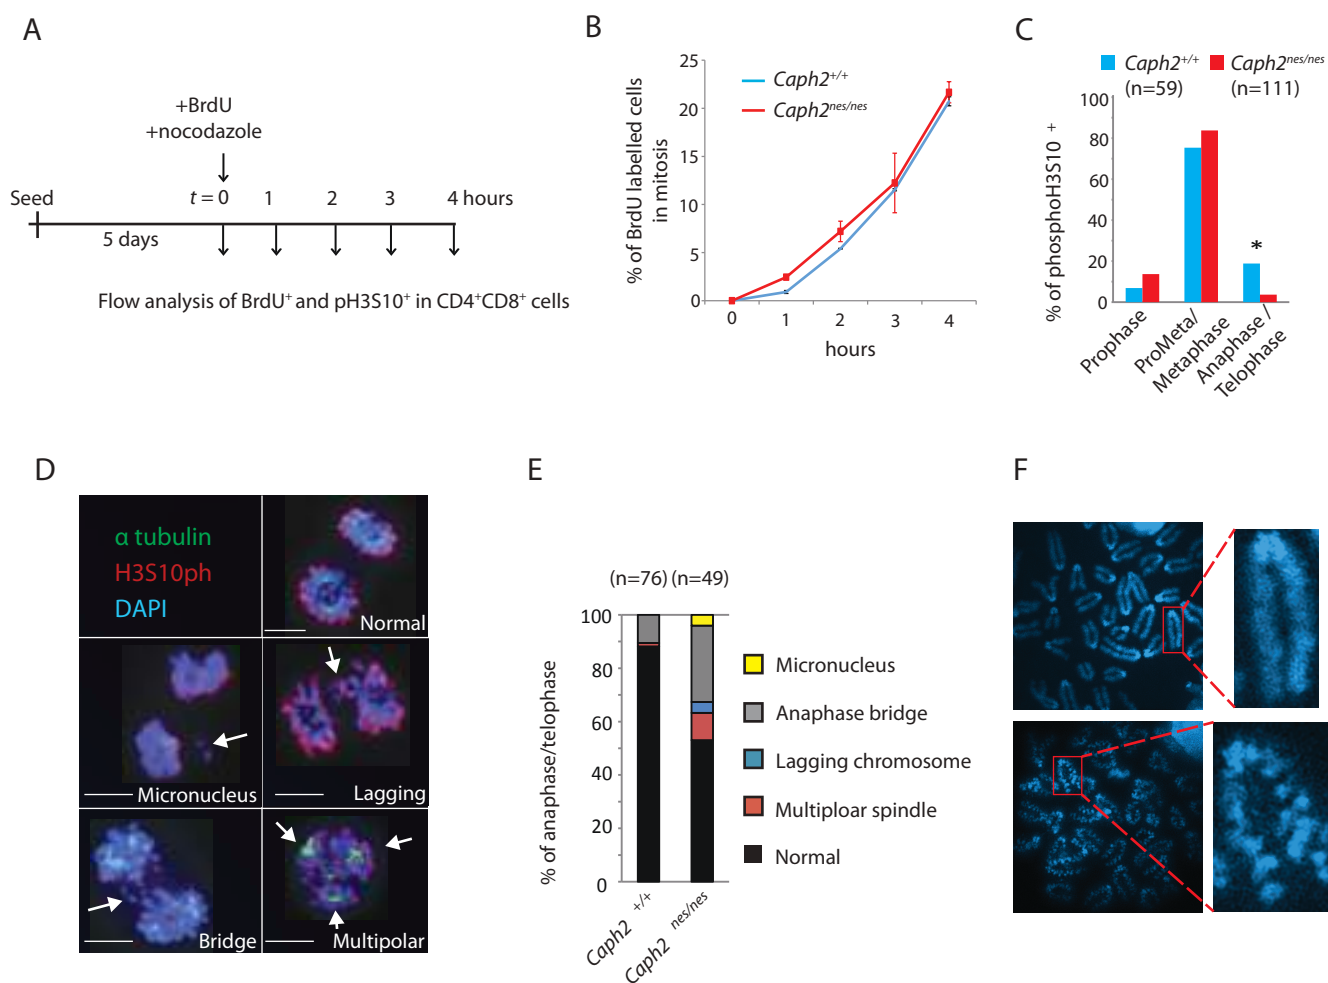 A
+BrdU
+nocodazole
Seed
t = 0 1 2 3 4 hours
5 days
Flow analysis of BrdU⁺ and pH3S10⁺ in CD4⁺CD8⁺ cells
B
% of BrdU labelled cells
in mitosis
25
20
15
10
5
0
Caph2+/+
Caph2nes/nes
0 1 2 3 4
hours
C
Caph2+/+ Caph2nes/nes
(n=59) (n=111)
% of phosphoH3S10 +
100
80
60
40
20
0
*
Prophase
ProMeta/
Metaphase
Anaphase /
Telophase
D
α tubulin
H3S10ph
DAPI
Normal
Micronucleus
Lagging
Bridge
Multipolar
E
(n=76) (n=49)
% of anaphase/telophase
100
80
60
40
20
0
Caph2 +/+
Caph2 nes/nes
Micronucleus
Anaphase bridge
Lagging chromosome
Multiploar spindle
Normal
F